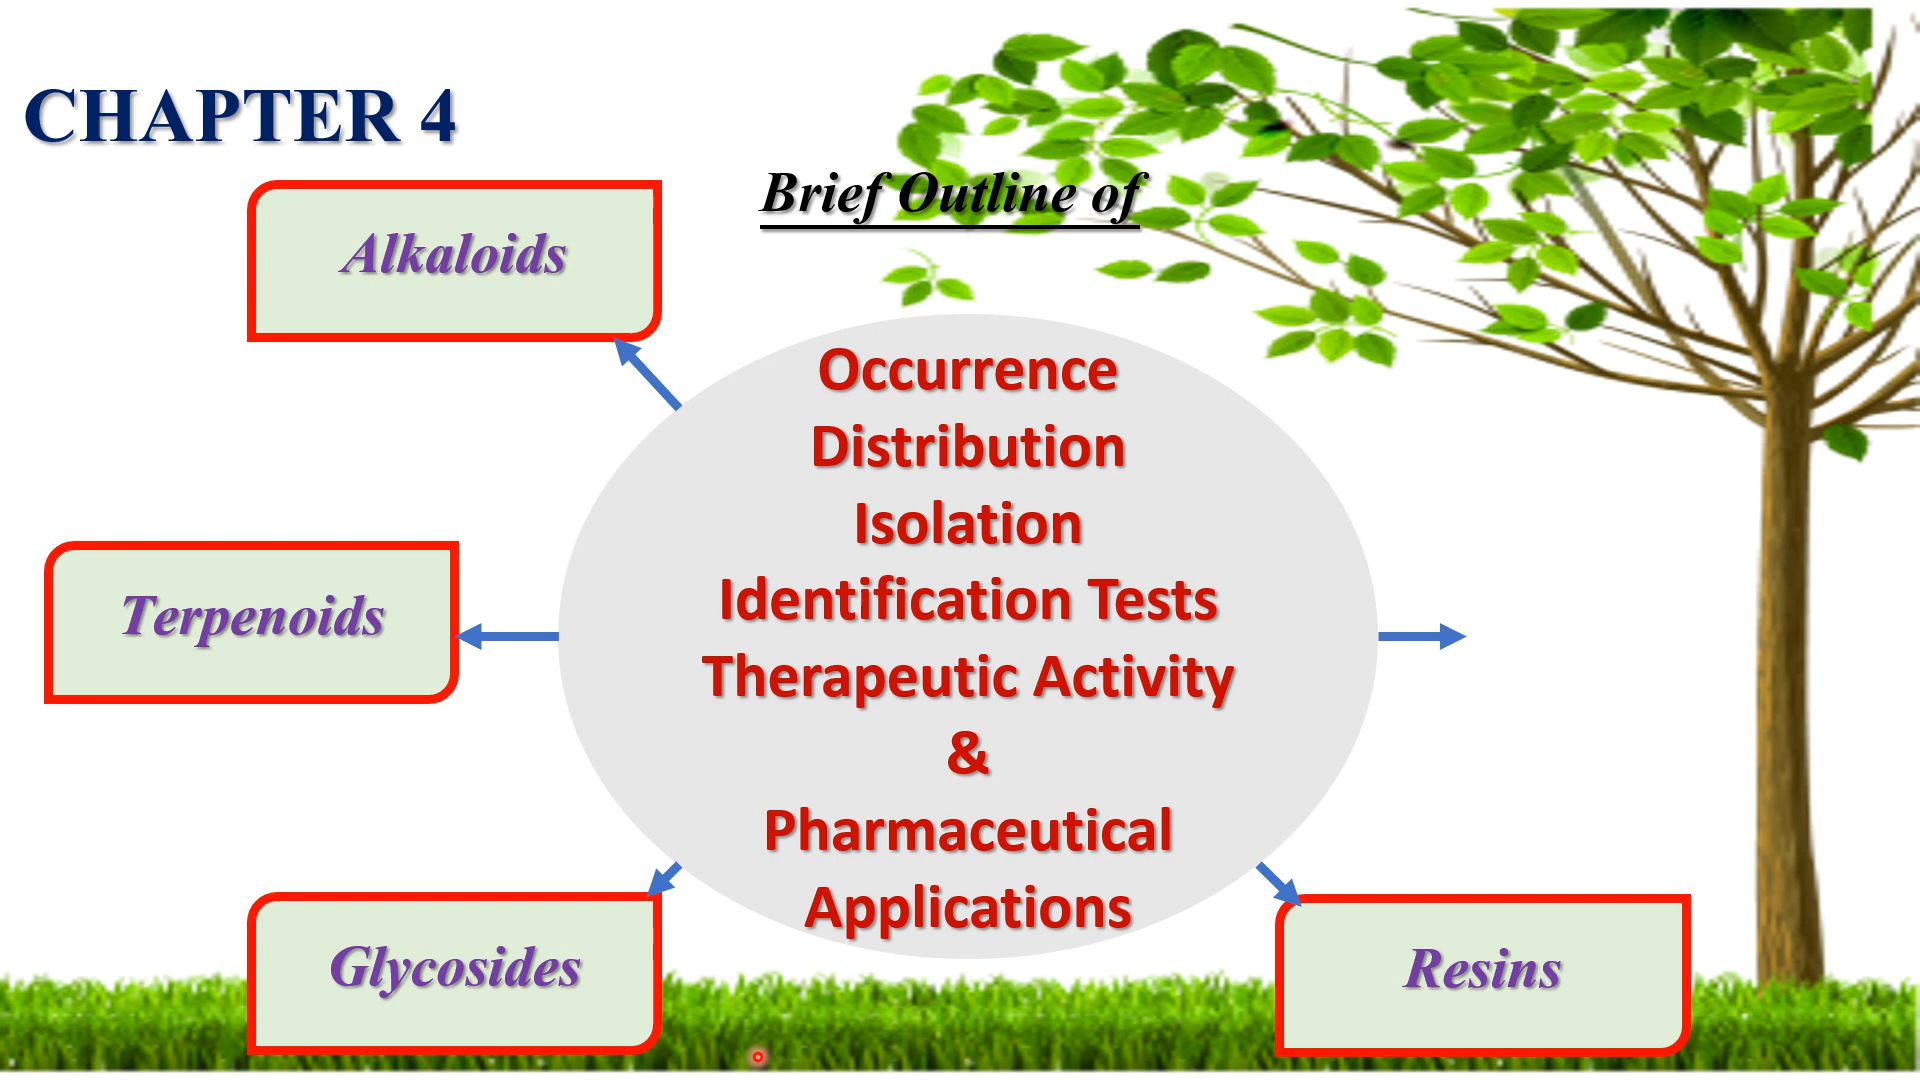 CHAPTER 4
Brief Outline of
Alkaloids
Terpenoids
Glycosides
Occurrence
Distribution
Isolation
Identification Tests
Therapeutic Activity
&
Pharmaceutical
Applications
Resins